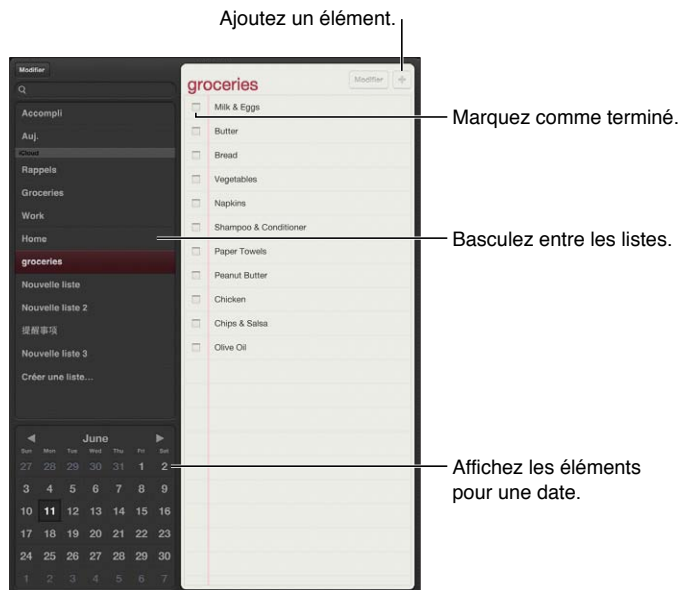 Ajoutez un élément.
Modifier
Accompli
Auj.
iCloud
Rappels
Groceries
Work
Home
groceries
Nouvelle liste
Nouvelle liste 2
提醒事项
Nouvelle liste 3
Créer une liste...
June
Sun Mon Tue Wed Thu Fri Sat
27 28 29 30 31 1 2
3 4 5 6 7 8 9
10 11 12 13 14 15 16
17 18 19 20 21 22 23
24 25 26 27 28 29 30
1 2 3 4 5 6 7
groceries
Modifier +
Milk & Eggs
Butter
Bread
Vegetables
Napkins
Shampoo & Conditioner
Paper Towels
Peanut Butter
Chicken
Chips & Salsa
Olive Oil
Marquez comme terminé.
Basculez entre les listes.
Affichez les éléments
pour une date.